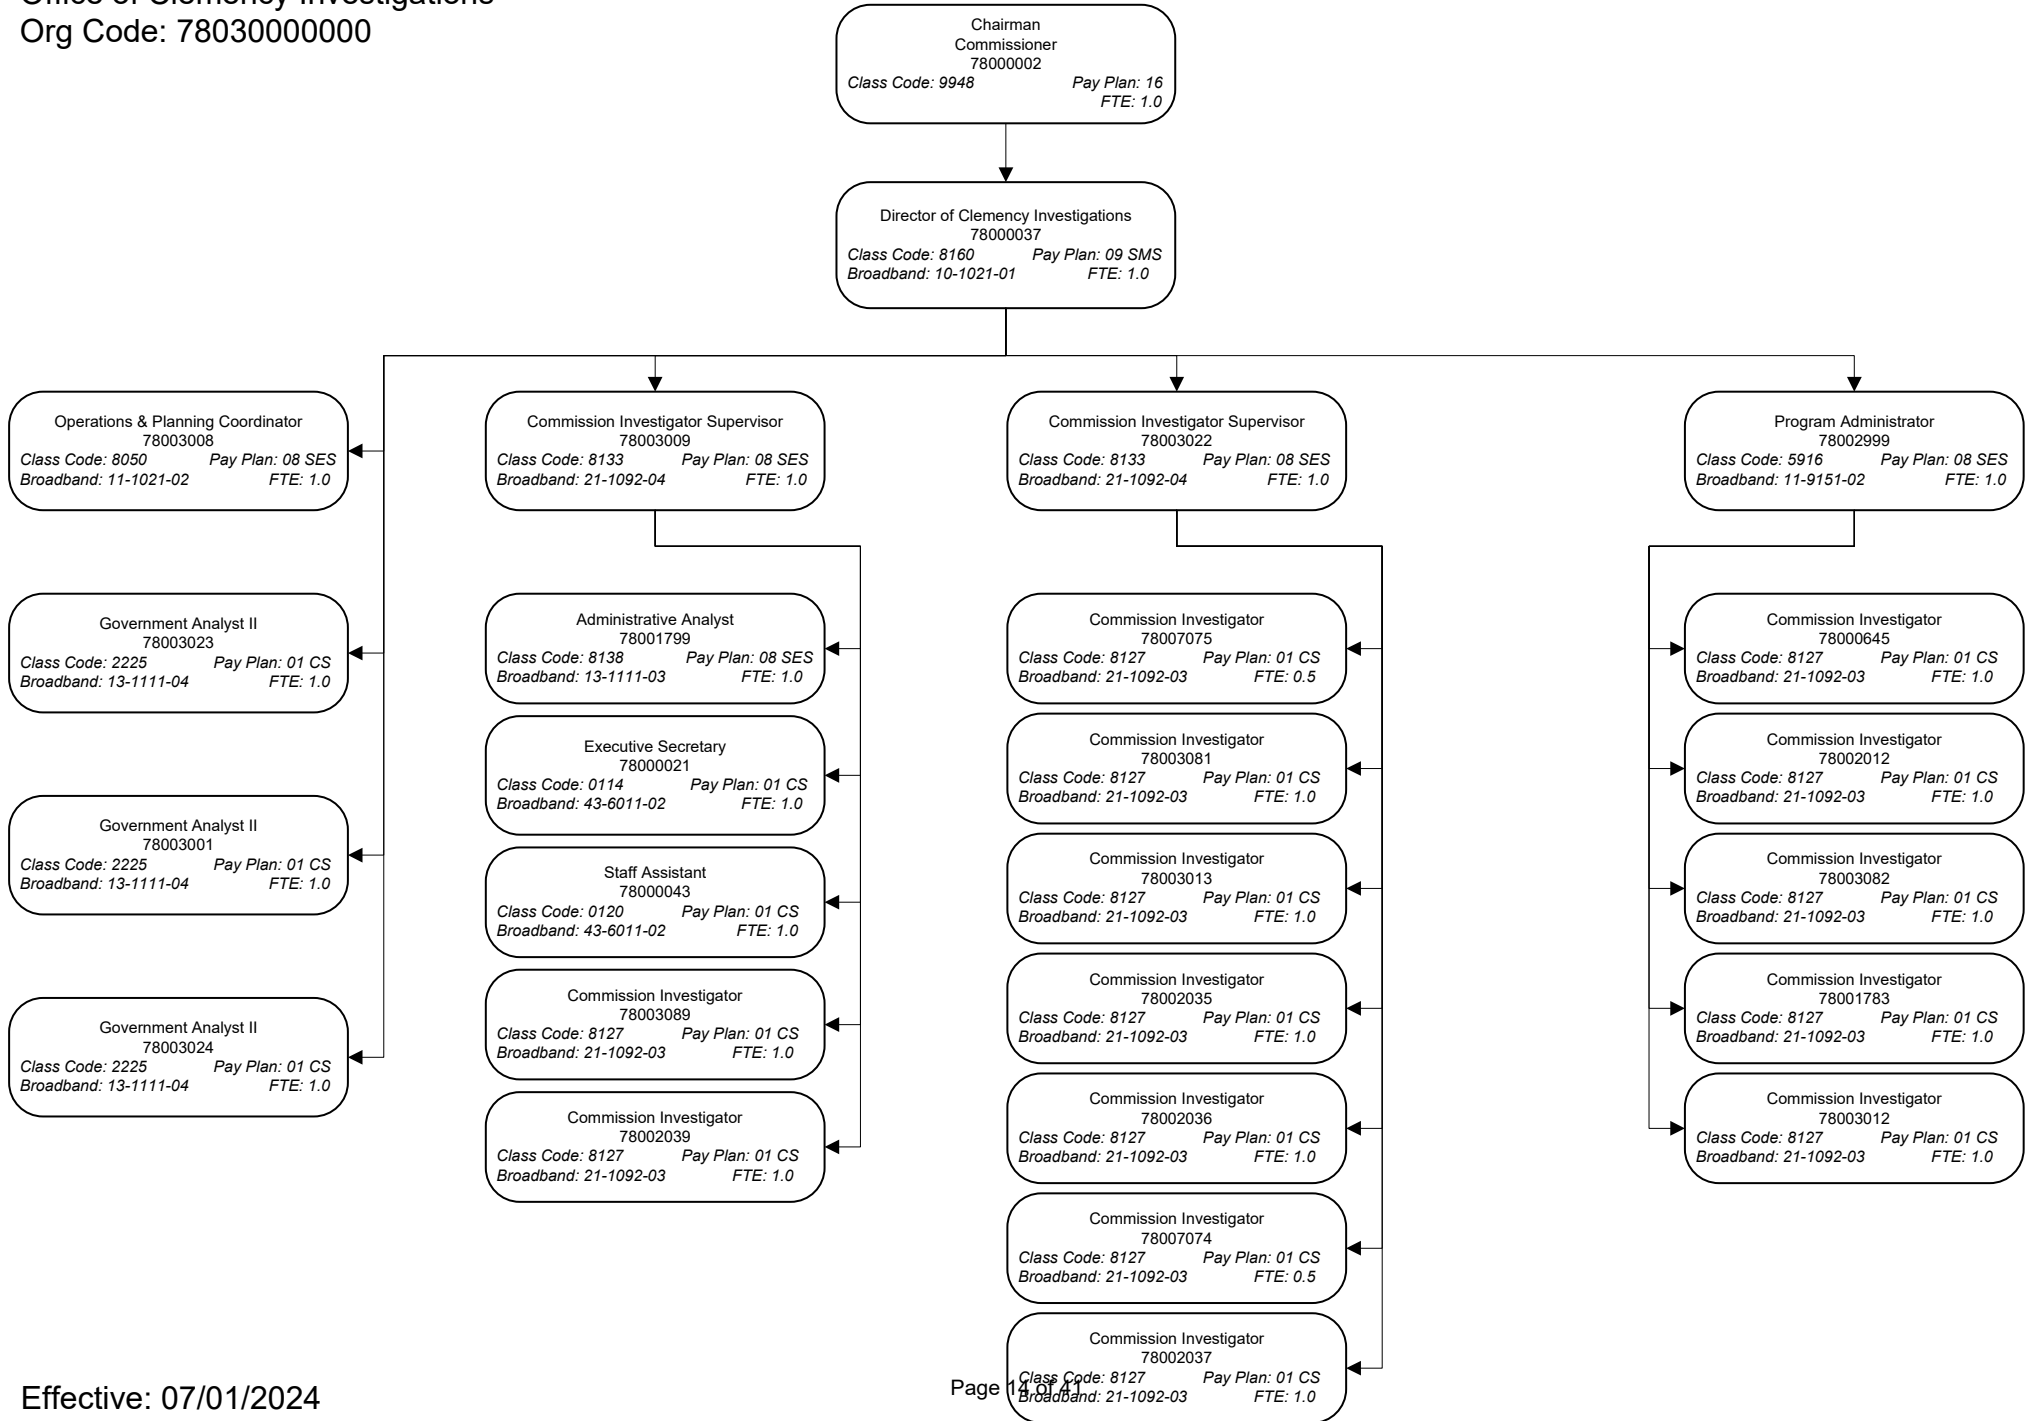 Office of Clemency Investigations
Org Code: 78030000000
Chairman
Commissioner
78000002
Class Code: 9948 Pay Plan: 16
FTE: 1.0
Director of Clemency Investigations
78000037
Class Code: 8160 Pay Plan: 09 SMS
Broadband: 10-1021-01 FTE: 1.0
Operations & Planning Coordinator
78003008
Class Code: 8050 Pay Plan: 08 SES
Broadband: 11-1021-02 FTE: 1.0
Government Analyst II
78003023
Class Code: 2225 Pay Plan: 01 CS
Broadband: 13-1111-04 FTE: 1.0
Government Analyst II
78003001
Class Code: 2225 Pay Plan: 01 CS
Broadband: 13-1111-04 FTE: 1.0
Government Analyst II
78003024
Class Code: 2225 Pay Plan: 01 CS
Broadband: 13-1111-04 FTE: 1.0
Commission Investigator Supervisor
78003009
Class Code: 8133 Pay Plan: 08 SES
Broadband: 21-1092-04 FTE: 1.0
Administrative Analyst
78001799
Class Code: 8138 Pay Plan: 08 SES
Broadband: 13-1111-03 FTE: 1.0
Executive Secretary
78000021
Class Code: 0114 Pay Plan: 01 CS
Broadband: 43-6011-02 FTE: 1.0
Staff Assistant
78000043
Class Code: 0120 Pay Plan: 01 CS
Broadband: 43-6011-02 FTE: 1.0
Commission Investigator
78003089
Class Code: 8127 Pay Plan: 01 CS
Broadband: 21-1092-03 FTE: 1.0
Commission Investigator
78002039
Class Code: 8127 Pay Plan: 01 CS
Broadband: 21-1092-03 FTE: 1.0
Commission Investigator Supervisor
78003022
Class Code: 8133 Pay Plan: 08 SES
Broadband: 21-1092-04 FTE: 1.0
Commission Investigator
78007075
Class Code: 8127 Pay Plan: 01 CS
Broadband: 21-1092-03 FTE: 0.5
Commission Investigator
78003081
Class Code: 8127 Pay Plan: 01 CS
Broadband: 21-1092-03 FTE: 1.0
Commission Investigator
78003013
Class Code: 8127 Pay Plan: 01 CS
Broadband: 21-1092-03 FTE: 1.0
Commission Investigator
78002035
Class Code: 8127 Pay Plan: 01 CS
Broadband: 21-1092-03 FTE: 1.0
Commission Investigator
78002036
Class Code: 8127 Pay Plan: 01 CS
Broadband: 21-1092-03 FTE: 1.0
Commission Investigator
78007074
Class Code: 8127 Pay Plan: 01 CS
Broadband: 21-1092-03 FTE: 0.5
Commission Investigator
78002037
Class Code: 8127 Pay Plan: 01 CS
Broadband: 21-1092-03 FTE: 1.0
Program Administrator
78002999
Class Code: 5916 Pay Plan: 08 SES
Broadband: 11-9151-02 FTE: 1.0
Commission Investigator
78000645
Class Code: 8127 Pay Plan: 01 CS
Broadband: 21-1092-03 FTE: 1.0
Commission Investigator
78002012
Class Code: 8127 Pay Plan: 01 CS
Broadband: 21-1092-03 FTE: 1.0
Commission Investigator
78003082
Class Code: 8127 Pay Plan: 01 CS
Broadband: 21-1092-03 FTE: 1.0
Commission Investigator
78001783
Class Code: 8127 Pay Plan: 01 CS
Broadband: 21-1092-03 FTE: 1.0
Commission Investigator
78003012
Class Code: 8127 Pay Plan: 01 CS
Broadband: 21-1092-03 FTE: 1.0
Effective: 07/01/2024
Page 14 of 41